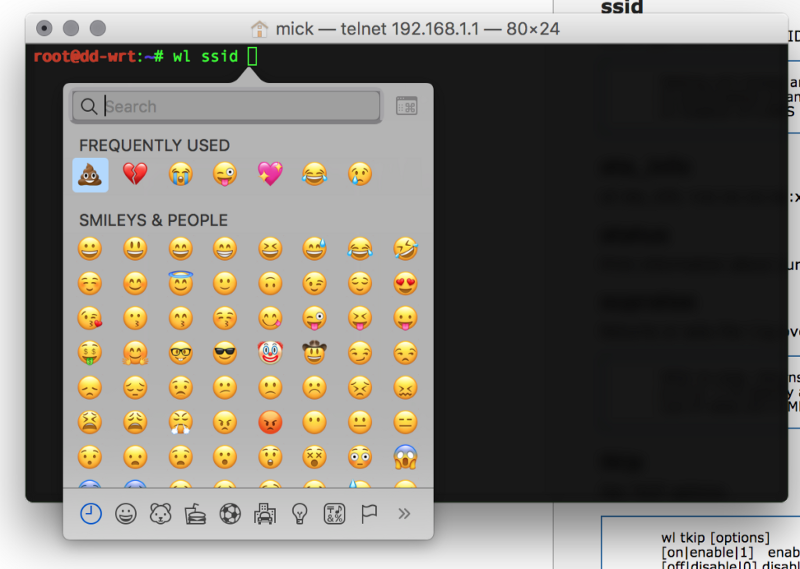 ssid
mick — telnet 192.168.1.1 — 80×24
root@dd-wrt:~# wl ssid
Search
FREQUENTLY USED
SMILEYS & PEOPLE
wl tkip [options]
[on|enable|1] enab
[off|disable|0] disabl